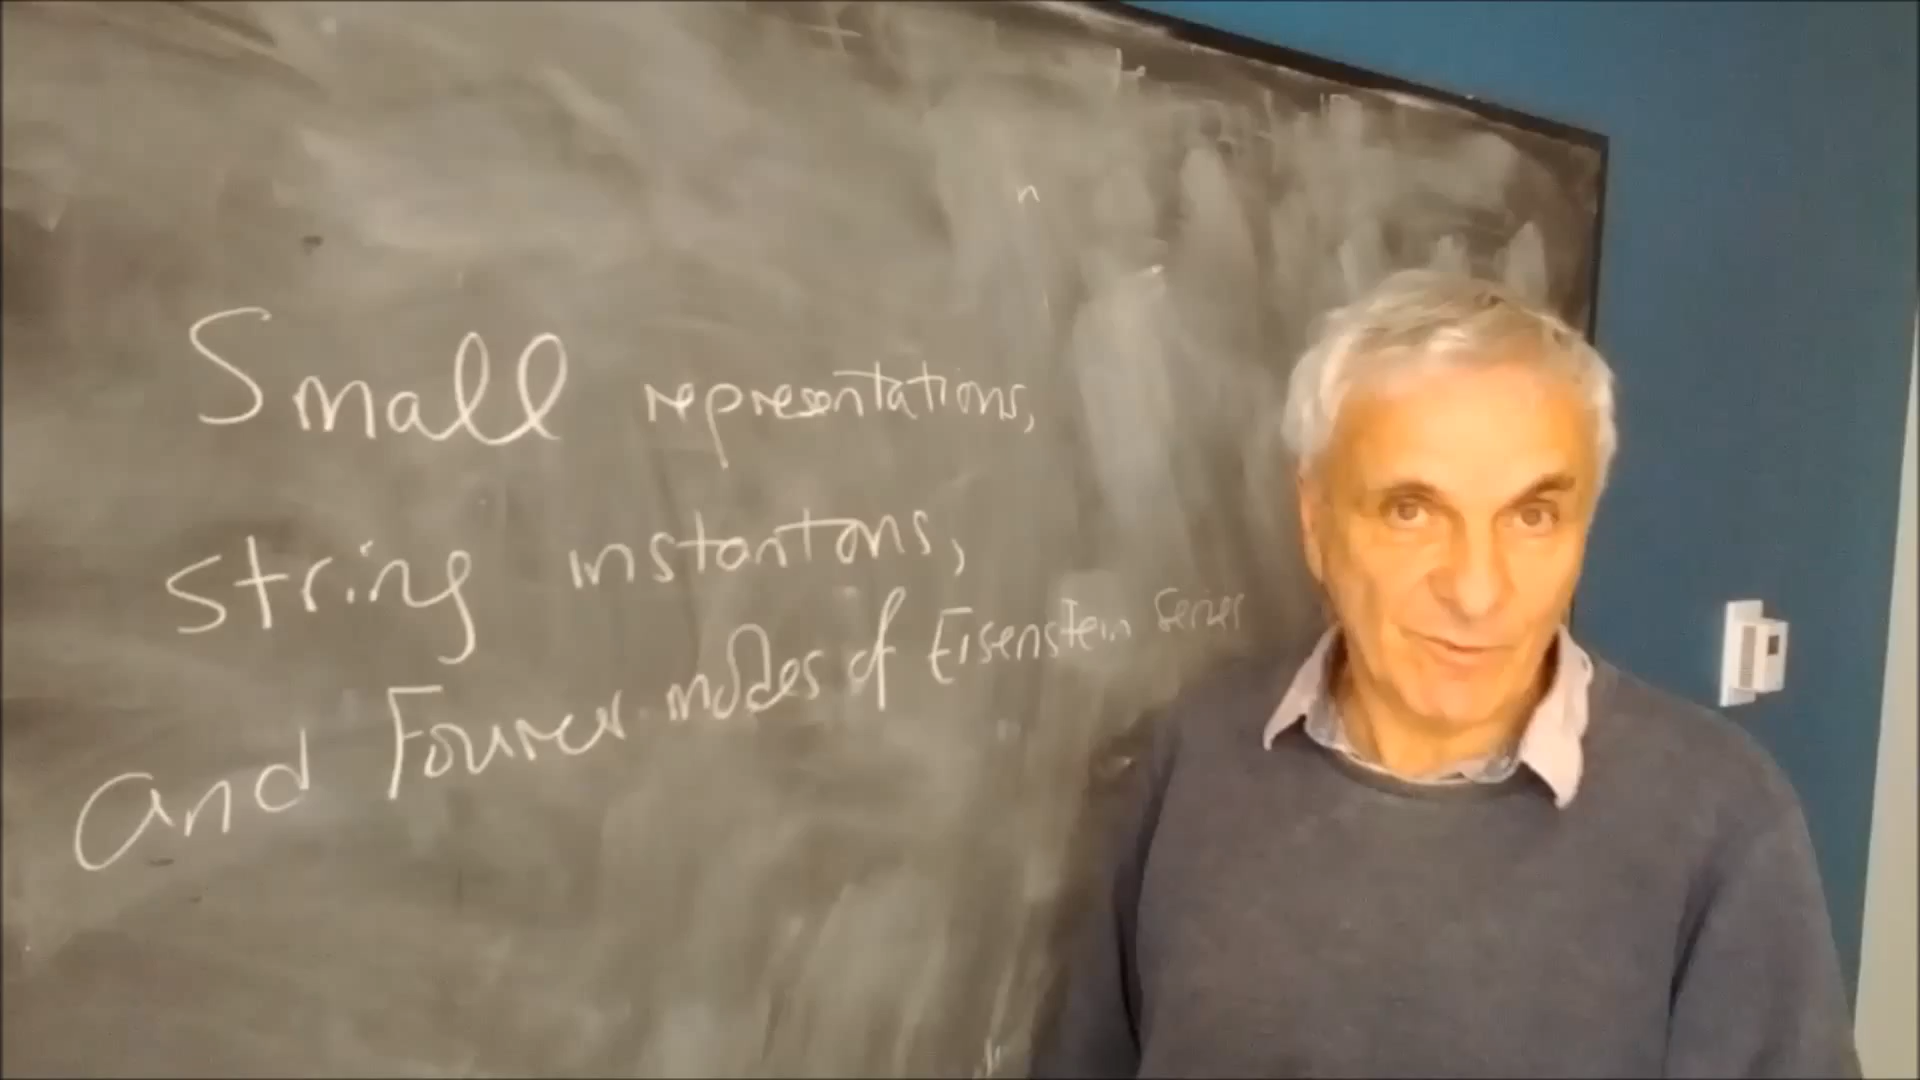 n
Small representations,
string instantons,
and Fourier modes of Eisenstein series